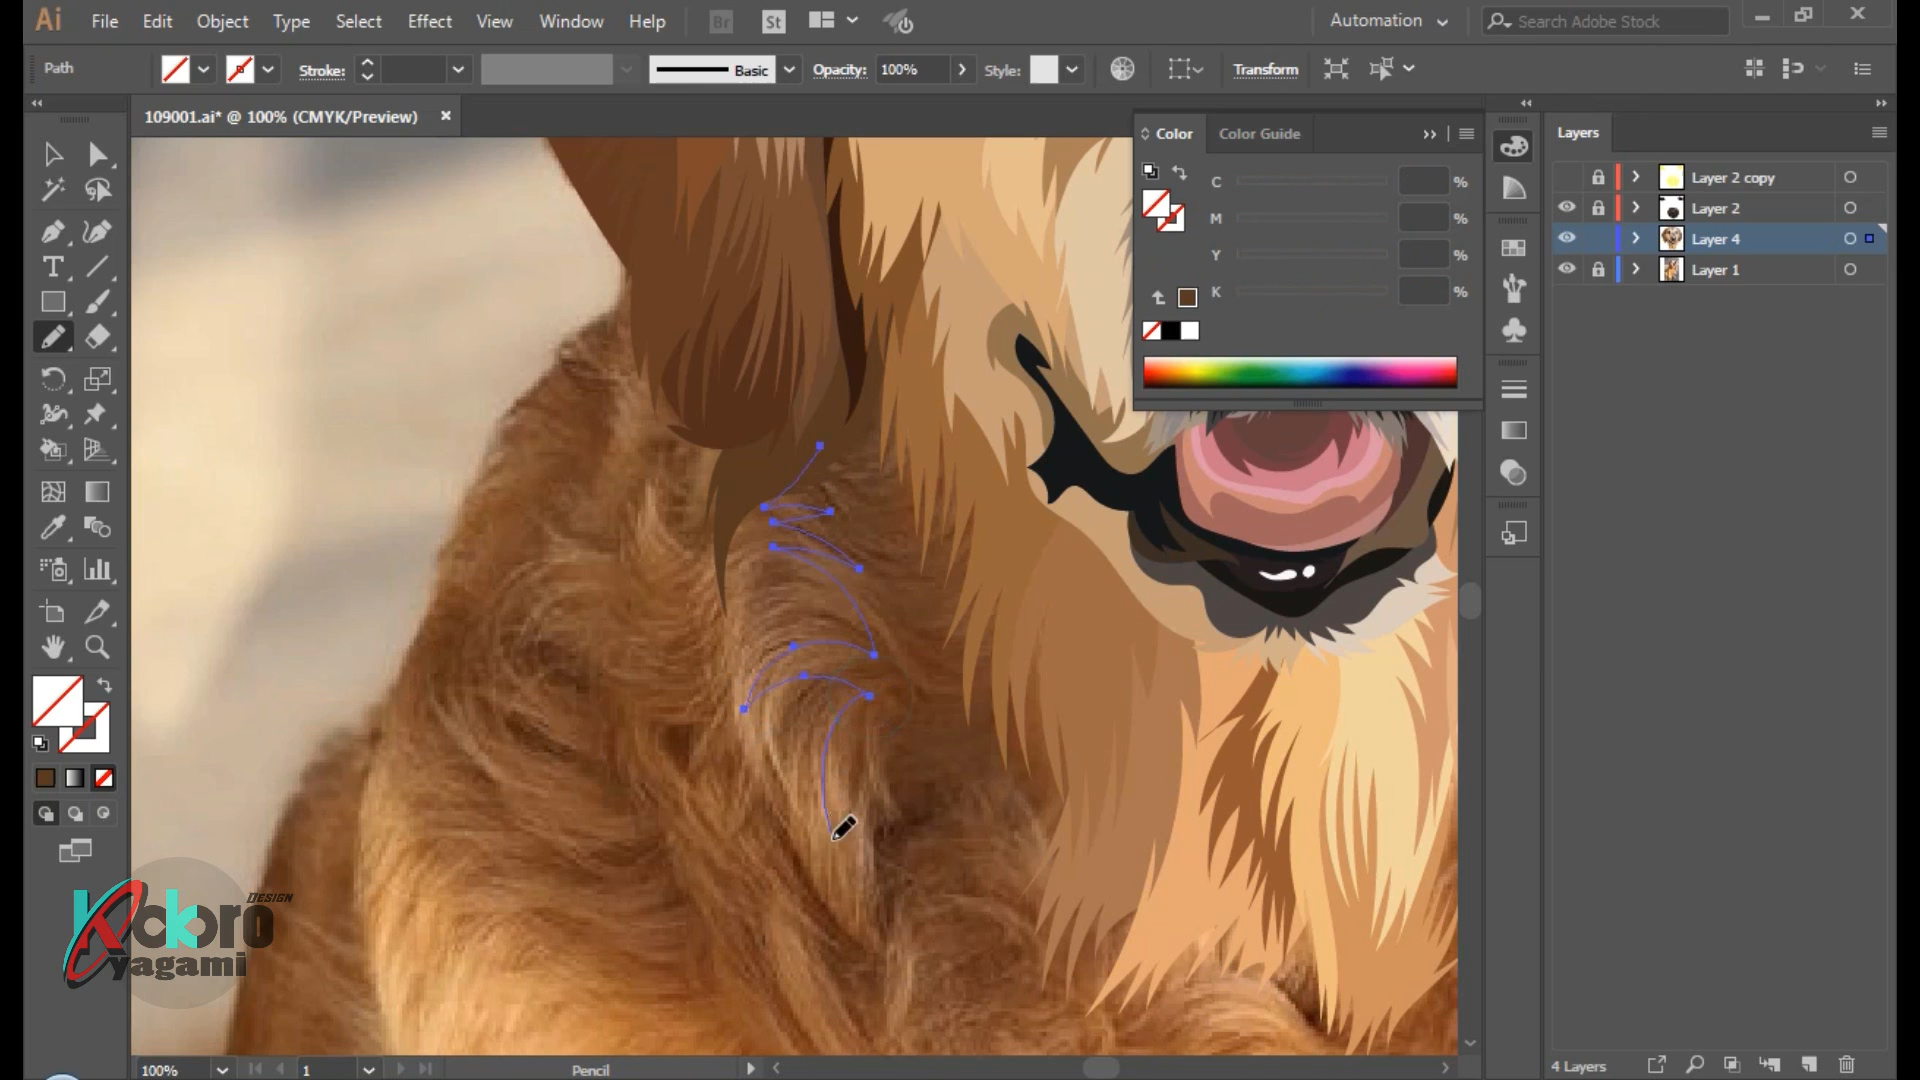 Ai File Edit Object Type Select Effect View Window Help Br St Automation Search Adobe Stock
Path Stroke: Basic Opacity: 100% Style: Transform
109001.ai* @ 100% (CMYK/Preview)
Color Color Guide
C %
M %
Y %
K %
Layers
Layer 2 copy
Layer 2
Layer 4
Layer 1
DESIGN
Kokoro
yagami
100% 1 Pencil
4 Layers